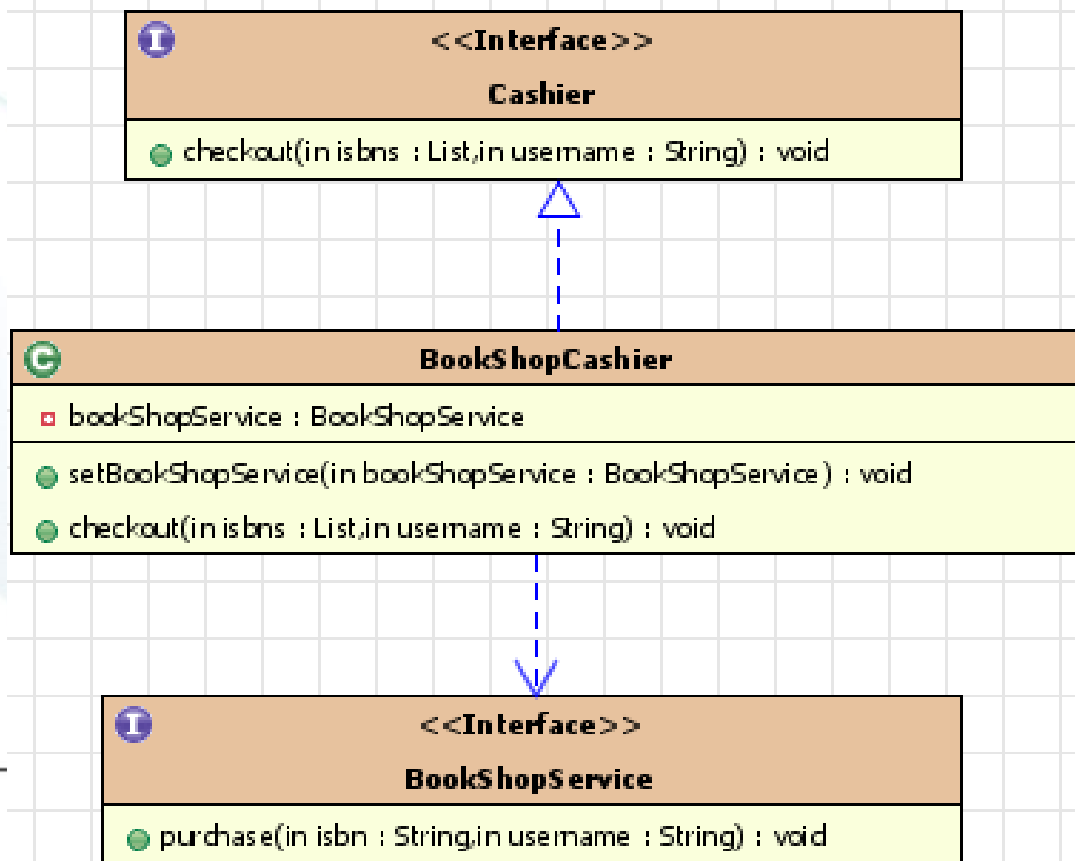 I
<<Interface>>
Cashier
checkout(in isbns : List,in username : String) : void
C
BookShopCashier
bookShopService : BookShopService
setBookShopService(in bookShopService : BookShopService) : void
checkout(in isbns : List,in username : String) : void
I
<<Interface>>
BookShopService
purchase(in isbn : String,in username : String) : void